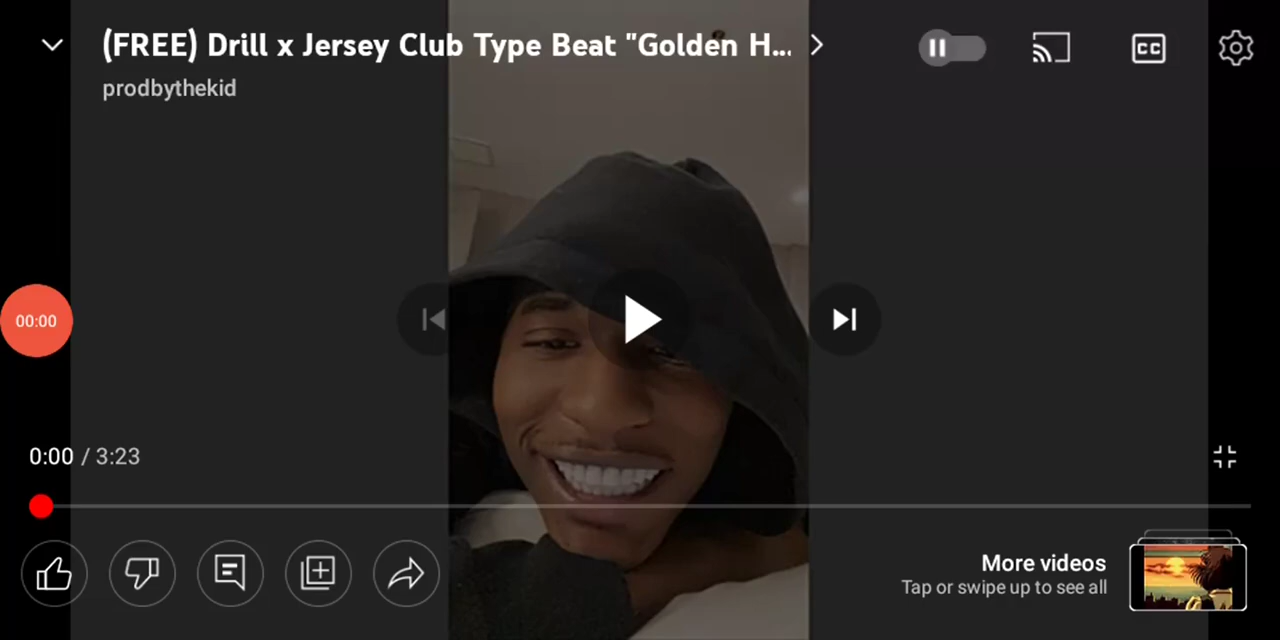 (FREE) Drill x Jersey Club Type Beat "Golden H...
CC
prodbythekid
00:00
0:00 / 3:23
More videos
Tap or swipe up to see all